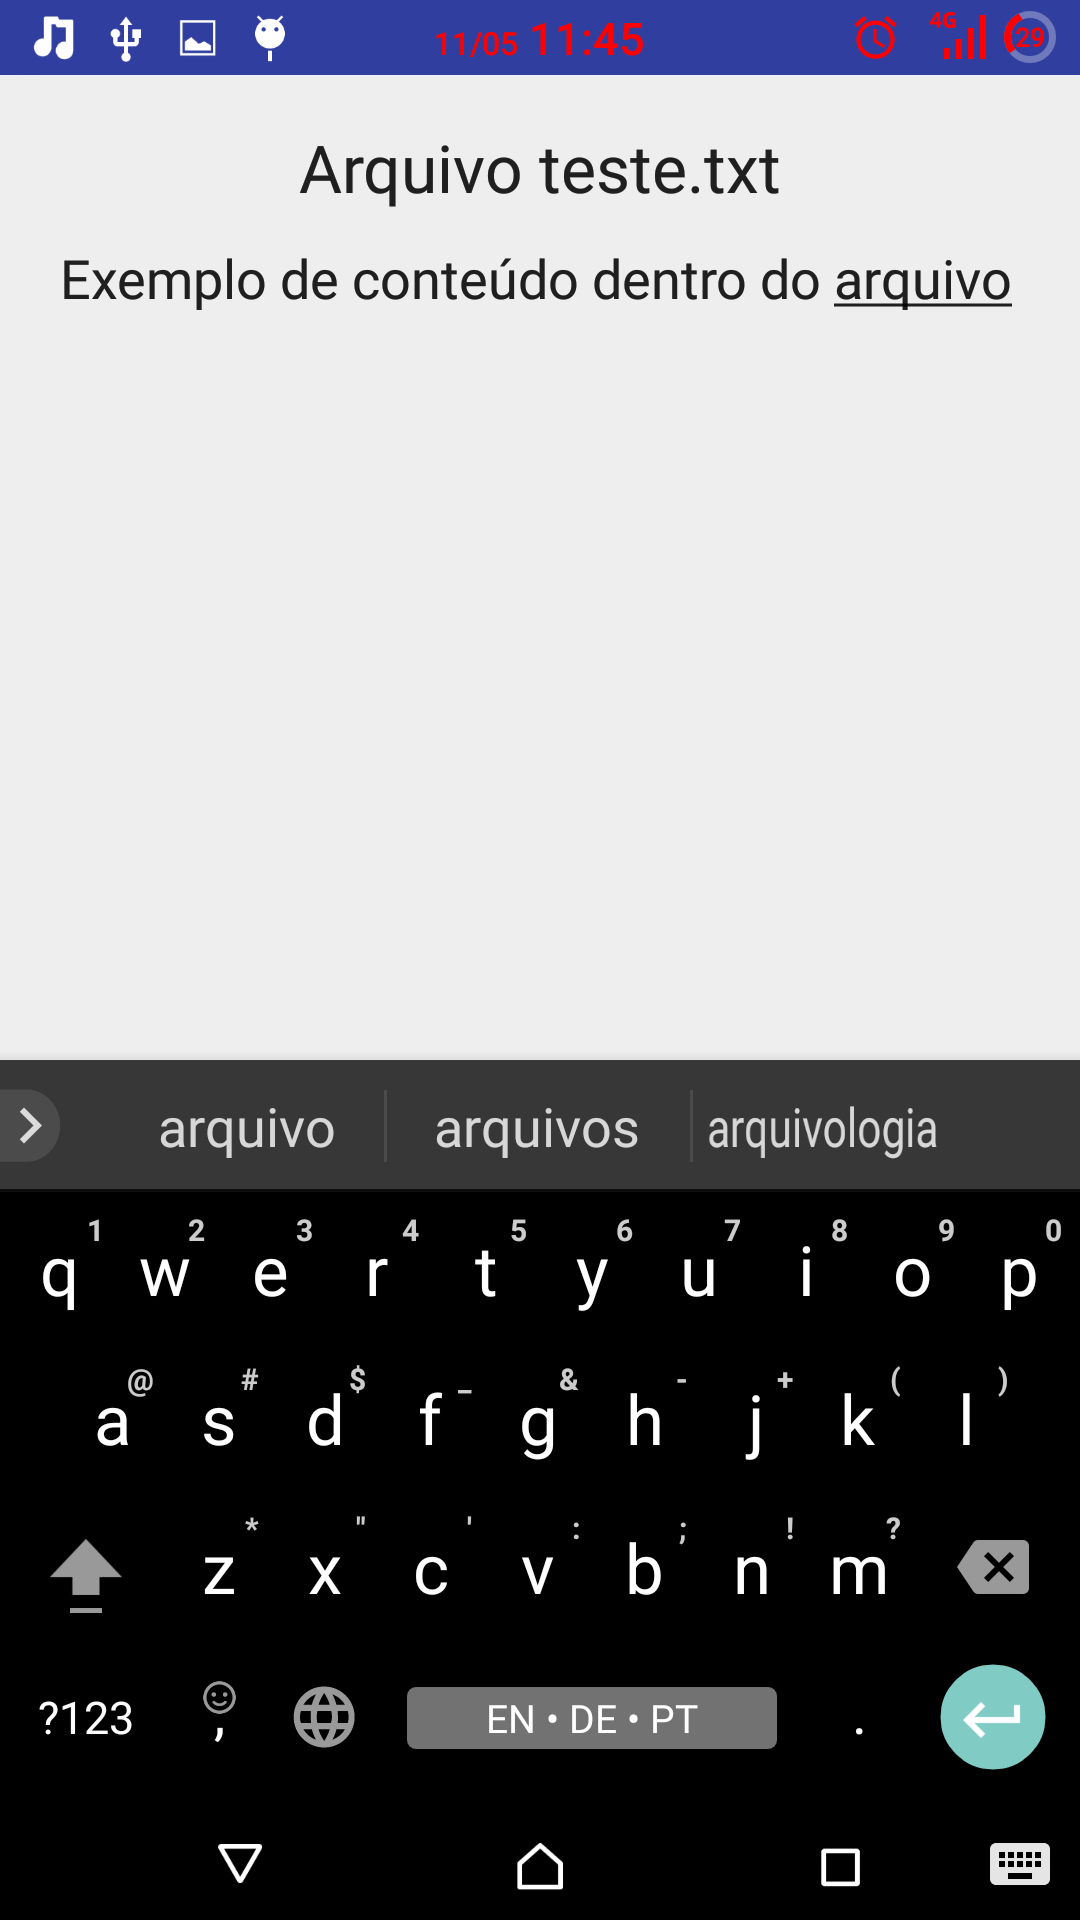 11/05 11:45 4G 29
Arquivo teste.txt
Exemplo de conteúdo dentro do arquivo
arquivo arquivos arquivologia
1 2 3 4 5 6 7 8 9 0
q w e r t y u i o p
@ # $ _ & - + ( )
a s d f g h j k l
* " ' : ; ! ?
z x c v b n m
?123 , EN • DE • PT .